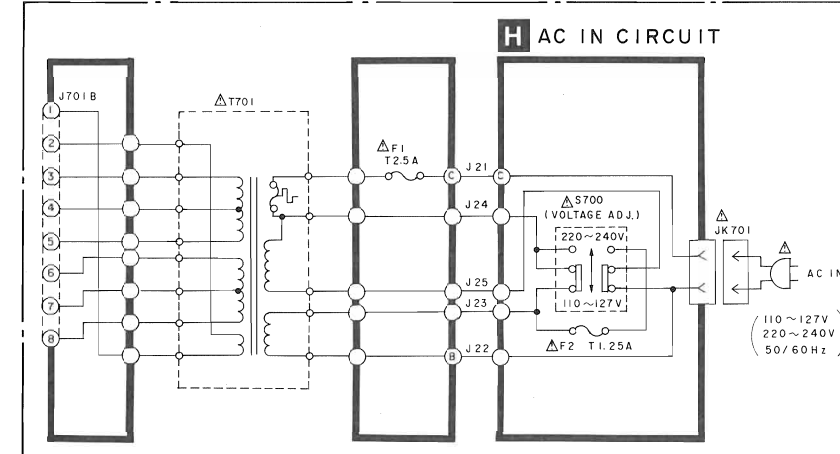 H AC IN CIRCUIT
J701B
1
2
3
4
5
6
7
8
T701
F1
T2.5A
C
J21
C
J24
J25
J23
B
J22
S700
(VOLTAGE ADJ.)
220~240V
110~127V
F2 T1.25A
JK701
AC IN
(110~127V)
220~240V
50/60Hz